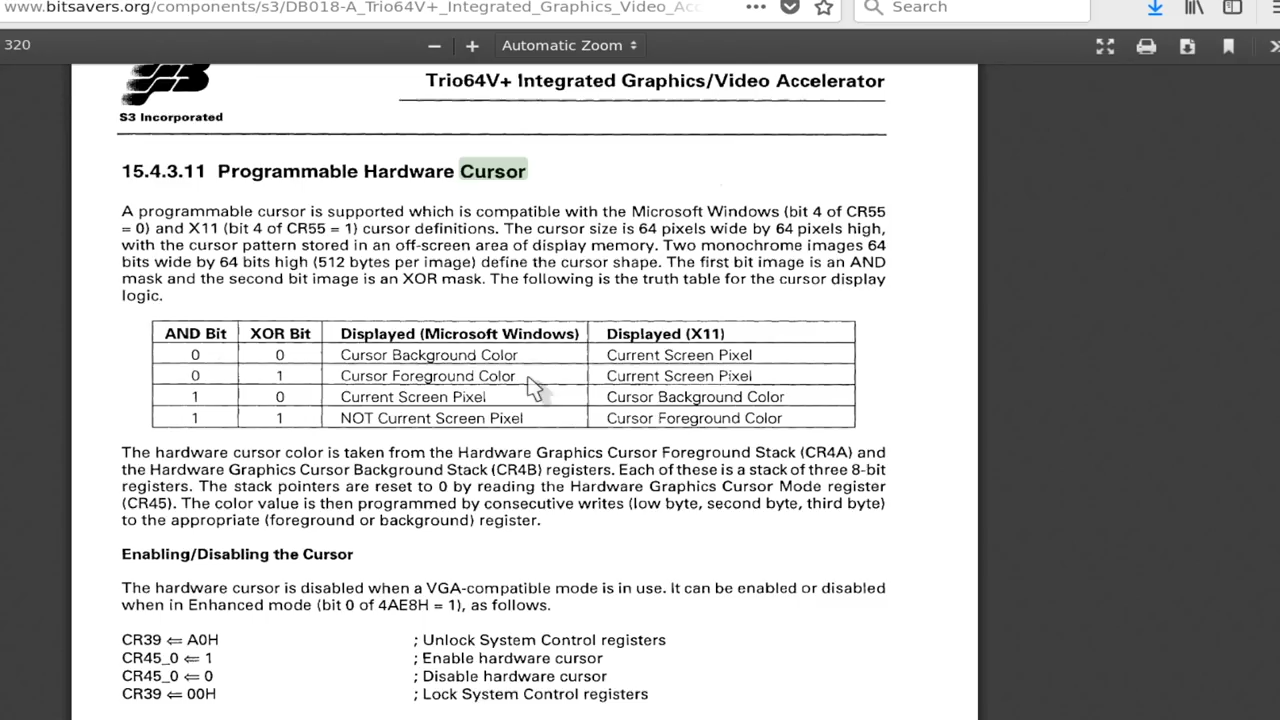 www.bitsavers.org/components/s3/DB018-A_Trio64V+_Integrated_Graphics_Video_Acc
Search
320
Automatic Zoom
Trio64V+ Integrated Graphics/Video Accelerator
S3 Incorporated
15.4.3.11 Programmable Hardware Cursor
A programmable cursor is supported which is compatible with the Microsoft Windows (bit 4 of CR55
= 0) and X11 (bit 4 of CR55 = 1) cursor definitions. The cursor size is 64 pixels wide by 64 pixels high,
with the cursor pattern stored in an off-screen area of display memory. Two monochrome images 64
bits wide by 64 bits high (512 bytes per image) define the cursor shape. The first bit image is an AND
mask and the second bit image is an XOR mask. The following is the truth table for the cursor display
logic.
AND Bit XOR Bit Displayed (Microsoft Windows) Displayed (X11)
0 0 Cursor Background Color Current Screen Pixel
0 1 Cursor Foreground Color Current Screen Pixel
1 0 Current Screen Pixel Cursor Background Color
1 1 NOT Current Screen Pixel Cursor Foreground Color
The hardware cursor color is taken from the Hardware Graphics Cursor Foreground Stack (CR4A) and
the Hardware Graphics Cursor Background Stack (CR4B) registers. Each of these is a stack of three 8-bit
registers. The stack pointers are reset to 0 by reading the Hardware Graphics Cursor Mode register
(CR45). The color value is then programmed by consecutive writes (low byte, second byte, third byte)
to the appropriate (foreground or background) register.
Enabling/Disabling the Cursor
The hardware cursor is disabled when a VGA-compatible mode is in use. It can be enabled or disabled
when in Enhanced mode (bit 0 of 4AE8H = 1), as follows.
CR39 ⇐ A0H ; Unlock System Control registers
CR45_0 ⇐ 1 ; Enable hardware cursor
CR45_0 ⇐ 0 ; Disable hardware cursor
CR39 ⇐ 00H ; Lock System Control registers